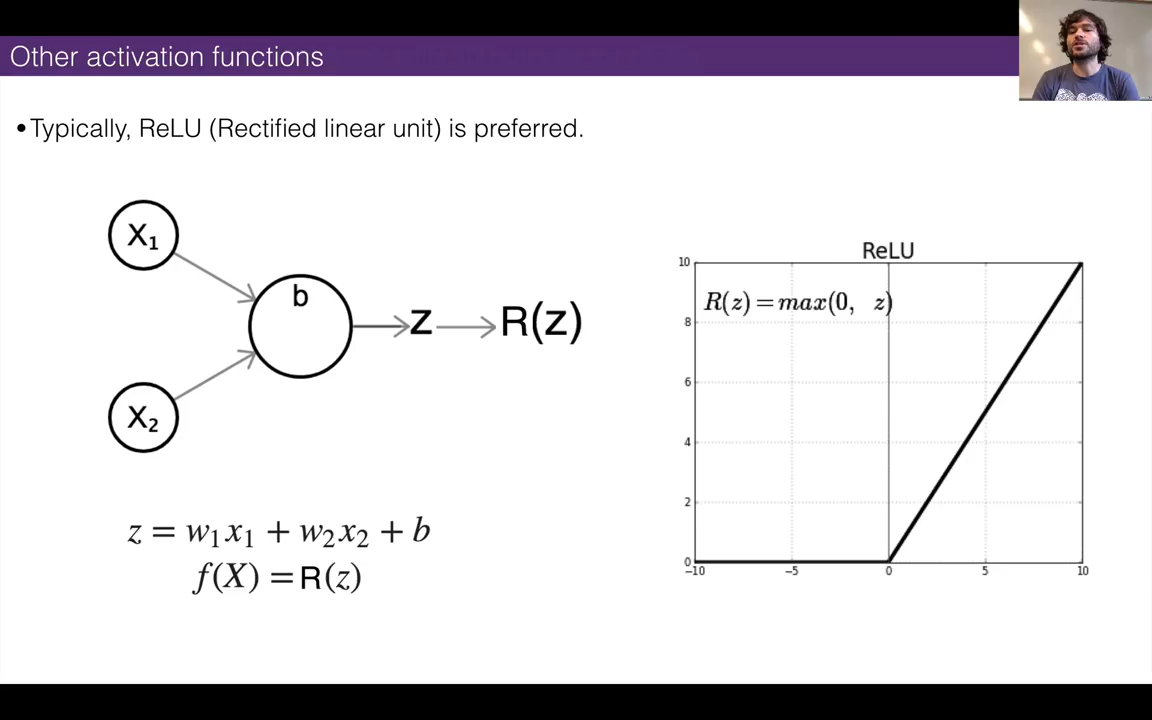 Other activation functions
•Typically, ReLU (Rectified linear unit) is preferred.
X₁
b
Z
R(z)
X₂
z = w₁x₁ + w₂x₂ + b
f(X) = R(z)
ReLU
R(z) = max(0, z)
10
8
6
4
2
0
−10 −5 0 5 10